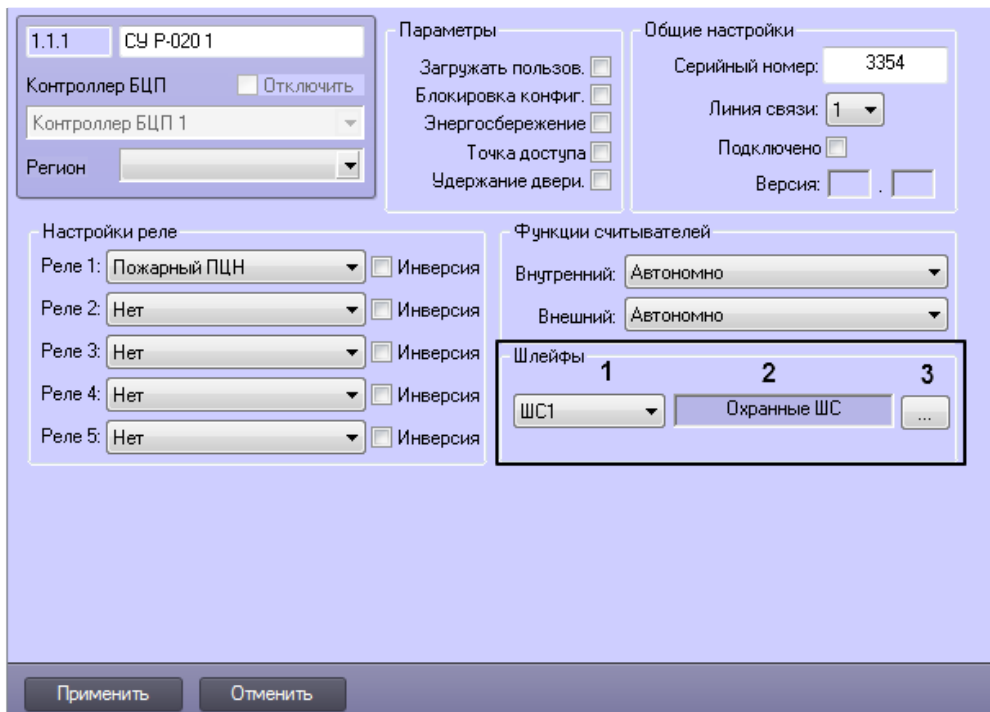 1.1.1 СУ Р-020 1
Контроллер БЦП Отключить
Контроллер БЦП 1
Регион
Параметры
Загружать пользов.
Блокировка конфиг.
Энергосбережение
Точка доступа
Удержание двери.
Общие настройки
Серийный номер: 3354
Линия связи: 1
Подключено
Версия: .
Настройки реле
Реле 1: Пожарный ПЦН Инверсия
Реле 2: Нет Инверсия
Реле 3: Нет Инверсия
Реле 4: Нет Инверсия
Реле 5: Нет Инверсия
Функции считывателей
Внутренний: Автономно
Внешний: Автономно
Шлейфы
1 2 3
ШС1 Охранные ШС ...
Применить Отменить